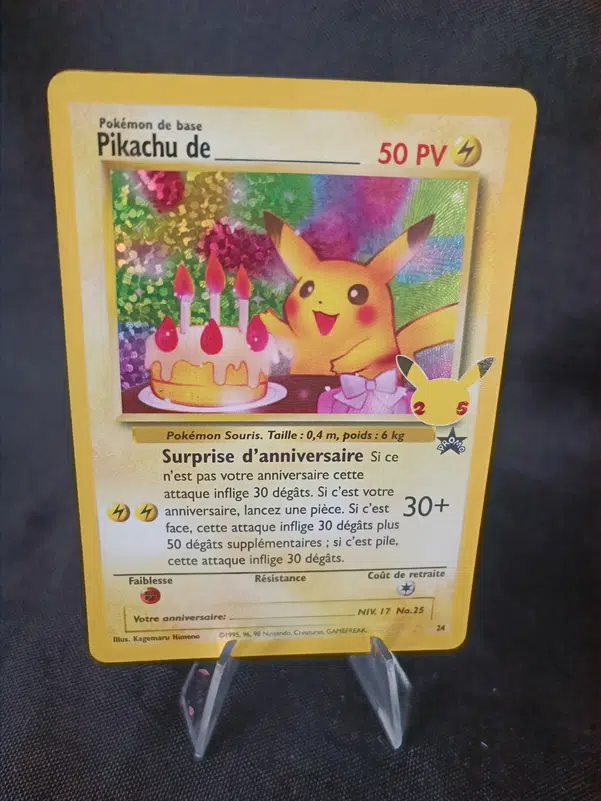 Pokémon de base
Pikachu de__________ 50 PV
25
PROMO
Pokémon Souris. Taille : 0,4 m, poids : 6 kg
Surprise d'anniversaire Si ce
n'est pas votre anniversaire cette
attaque inflige 30 dégâts. Si c'est votre
anniversaire, lancez une pièce. Si c'est
face, cette attaque inflige 30 dégâts plus
50 dégâts supplémentaires ; si c'est pile,
cette attaque inflige 30 dégâts.
30+
Faiblesse Résistance Coût de retraite
Votre anniversaire:__________ NIV. 17 No.25
Illus. Kagemaru Himeno ©1995, 96, 98 Nintendo, Creatures, GAMEFREAK. 24